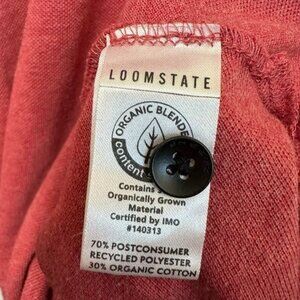 LOOMSTATE
ORGANIC BLENDED
content
Contains
Organically Grown
Material
Certified by IMO
#140313
70% POSTCONSUMER
RECYCLED POLYESTER
30% ORGANIC COTTON